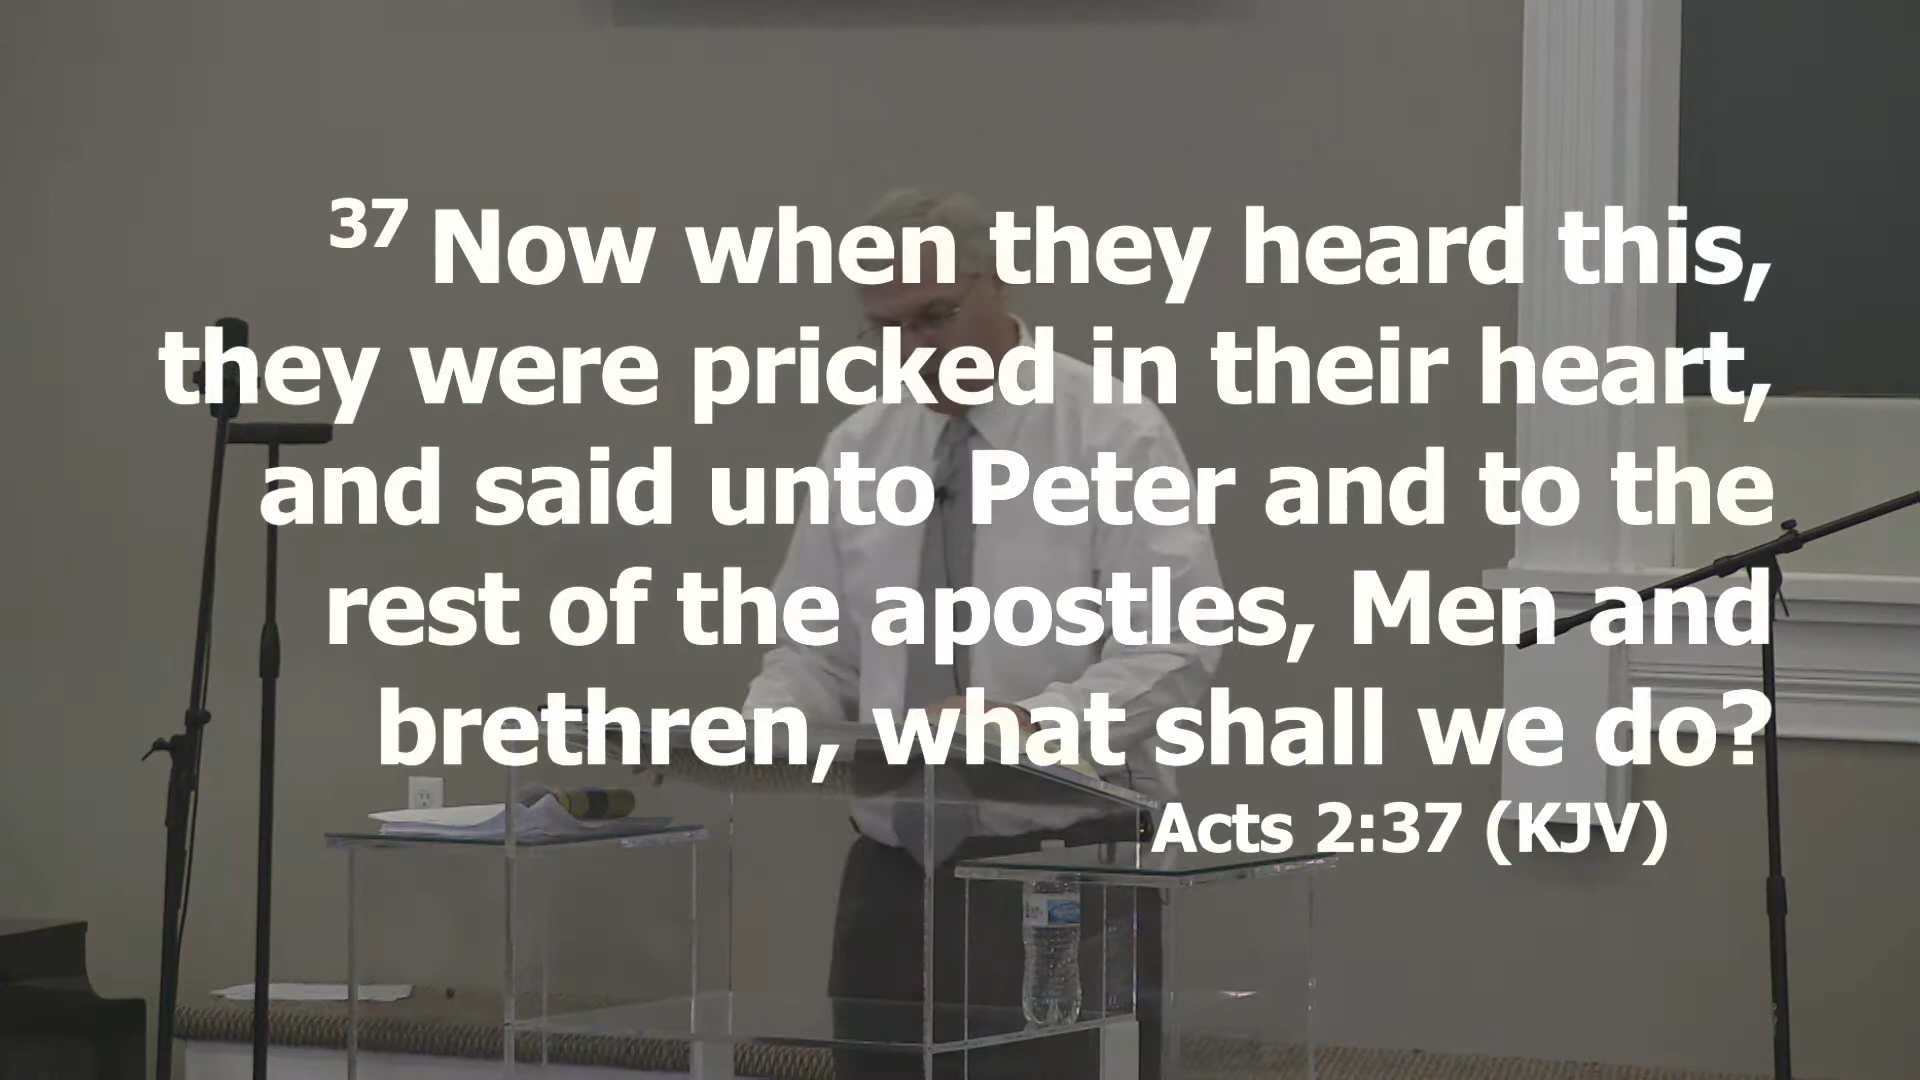 37 Now when they heard this,
they were pricked in their heart,
and said unto Peter and to the
rest of the apostles, Men and
brethren, what shall we do?
Acts 2:37 (KJV)